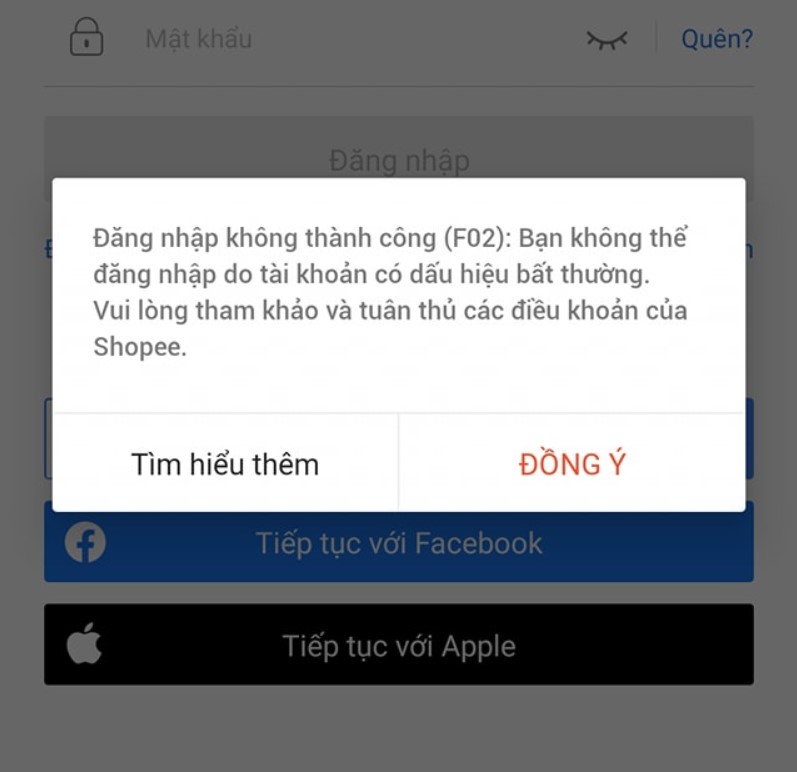 Mật khẩu
Quên?
Đăng nhập
Đăng nhập không thành công (F02): Bạn không thể
đăng nhập do tài khoản có dấu hiệu bất thường.
Vui lòng tham khảo và tuân thủ các điều khoản của
Shopee.
Tìm hiểu thêm
ĐỒNG Ý
Tiếp tục với Facebook
Tiếp tục với Apple